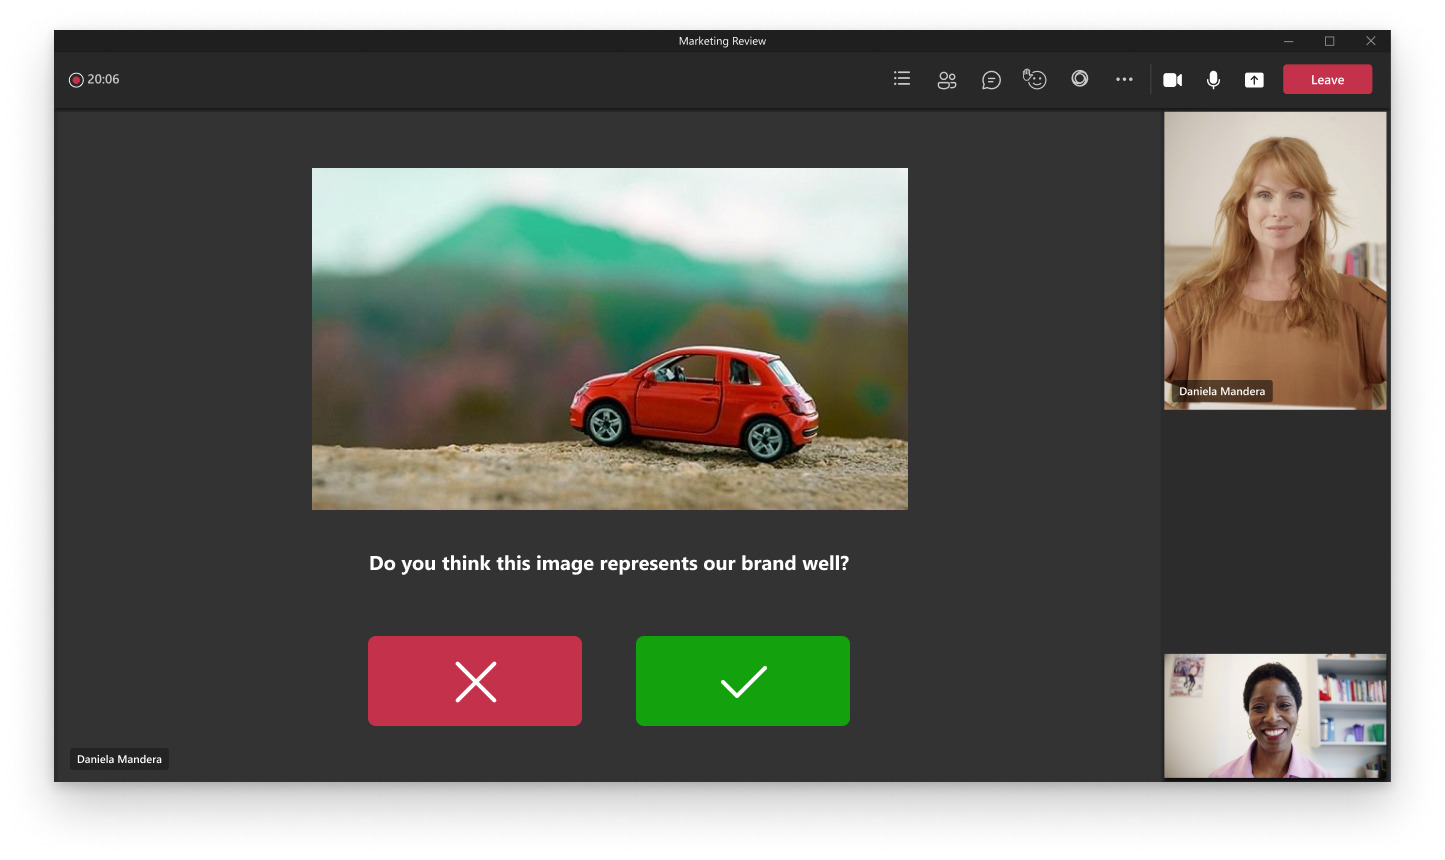 Marketing Review
20:06
Leave
Daniela Mandera
Do you think this image represents our brand well?
Daniela Mandera